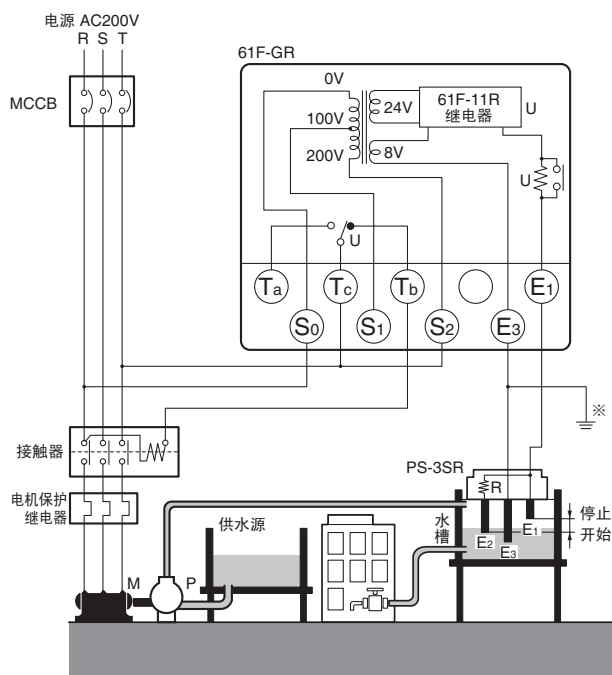 电源 AC200V
R S T
MCCB
61F-GR
0V
100V
200V
24V
8V
61F-11R
继电器
U
U
U
Ta
Tc
Tb
E1
S0
S1
S2
E3
※
接触器
电机保护
继电器
PS-3SR
R
水槽
E2
E3
E1
停止
开始
供水源
M
P